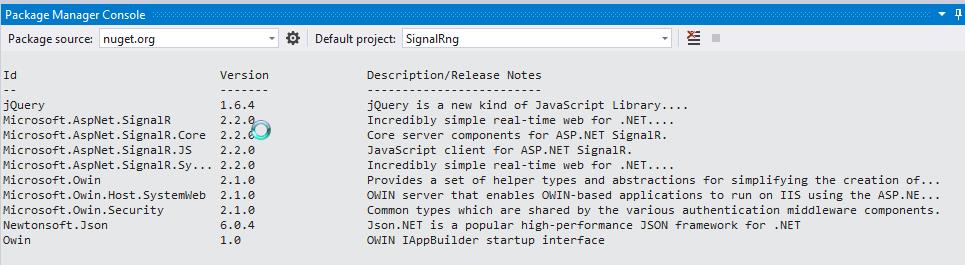 Package Manager Console
Package source: nuget.org Default project: SignalRng
Id Version Description/Release Notes
-- ------- -------------------------
jQuery 1.6.4 jQuery is a new kind of JavaScript Library....
Microsoft.AspNet.SignalR 2.2.0 Incredibly simple real-time web for .NET....
Microsoft.AspNet.SignalR.Core 2.2.0 Core server components for ASP.NET SignalR.
Microsoft.AspNet.SignalR.JS 2.2.0 JavaScript client for ASP.NET SignalR.
Microsoft.AspNet.SignalR.Sy... 2.2.0 Incredibly simple real-time web for .NET....
Microsoft.Owin 2.1.0 Provides a set of helper types and abstractions for simplifying the creation of...
Microsoft.Owin.Host.SystemWeb 2.1.0 OWIN server that enables OWIN-based applications to run on IIS using the ASP.NE...
Microsoft.Owin.Security 2.1.0 Common types which are shared by the various authentication middleware components.
Newtonsoft.Json 6.0.4 Json.NET is a popular high-performance JSON framework for .NET
Owin 1.0 OWIN IAppBuilder startup interface